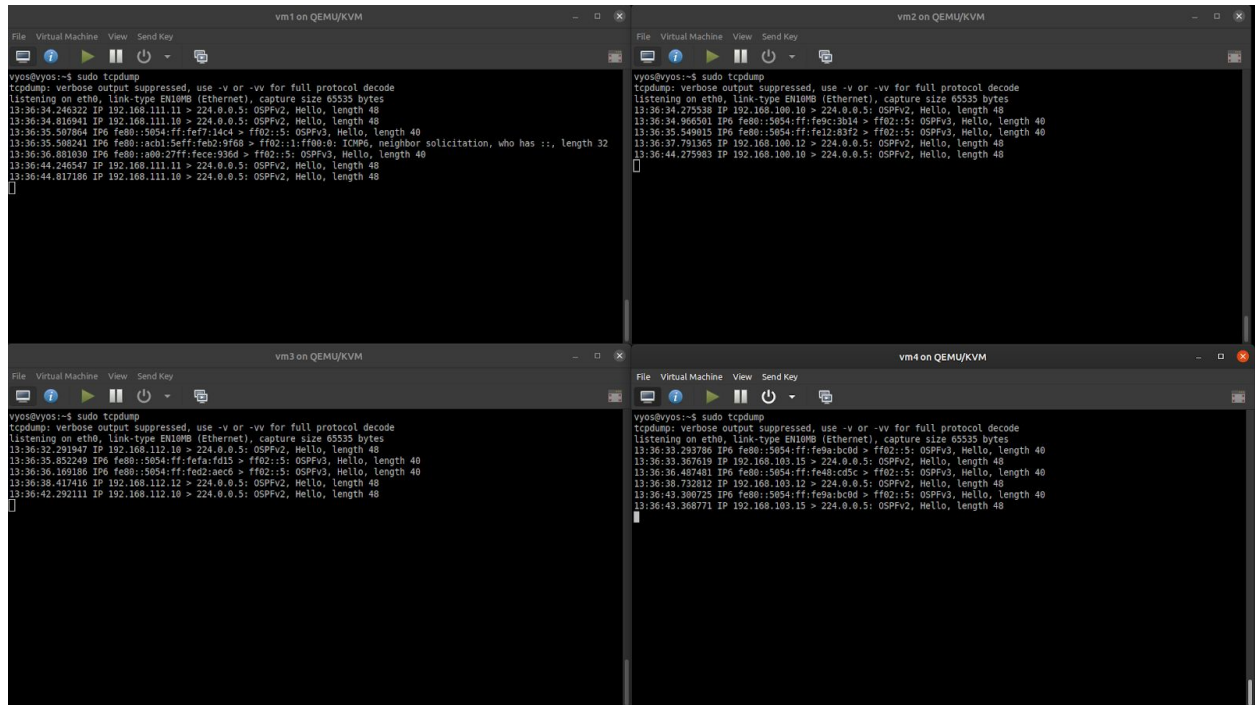 vm1 on QEMU/KVM
File Virtual Machine View Send Key
vyos@vyos:~$ sudo tcpdump
tcpdump: verbose output suppressed, use -v or -vv for full protocol decode
listening on eth0, link-type EN10MB (Ethernet), capture size 65535 bytes
13:36:34.246322 IP 192.168.111.11 > 224.0.0.5: OSPFv2, Hello, length 48
13:36:34.816941 IP 192.168.111.10 > 224.0.0.5: OSPFv2, Hello, length 48
13:36:35.507864 IP6 fe80::5054:ff:fef7:14c4 > ff02::5: OSPFv3, Hello, length 40
13:36:35.508241 IP6 fe80::acb1:5eff:feb2:9f68 > ff02::1:ff00:0: ICMP6, neighbor solicitation, who has ::, length 32
13:36:36.881030 IP6 fe80::a00:27ff:fece:936d > ff02::5: OSPFv3, Hello, length 40
13:36:44.246547 IP 192.168.111.11 > 224.0.0.5: OSPFv2, Hello, length 48
13:36:44.817186 IP 192.168.111.10 > 224.0.0.5: OSPFv2, Hello, length 48
vm2 on QEMU/KVM
File Virtual Machine View Send Key
vyos@vyos:~$ sudo tcpdump
tcpdump: verbose output suppressed, use -v or -vv for full protocol decode
listening on eth0, link-type EN10MB (Ethernet), capture size 65535 bytes
13:36:34.275538 IP 192.168.100.10 > 224.0.0.5: OSPFv2, Hello, length 48
13:36:34.966501 IP6 fe80::5054:ff:fe9c:3b14 > ff02::5: OSPFv3, Hello, length 40
13:36:35.549015 IP6 fe80::5054:ff:fe12:83f2 > ff02::5: OSPFv3, Hello, length 40
13:36:37.791365 IP 192.168.100.12 > 224.0.0.5: OSPFv2, Hello, length 48
13:36:44.275983 IP 192.168.100.10 > 224.0.0.5: OSPFv2, Hello, length 48
vm3 on QEMU/KVM
File Virtual Machine View Send Key
vyos@vyos:~$ sudo tcpdump
tcpdump: verbose output suppressed, use -v or -vv for full protocol decode
listening on eth0, link-type EN10MB (Ethernet), capture size 65535 bytes
13:36:32.291947 IP 192.168.112.10 > 224.0.0.5: OSPFv2, Hello, length 48
13:36:35.852249 IP6 fe80::5054:ff:fefa:fd15 > ff02::5: OSPFv3, Hello, length 40
13:36:36.169186 IP6 fe80::5054:ff:fed2:aec6 > ff02::5: OSPFv3, Hello, length 40
13:36:38.417416 IP 192.168.112.12 > 224.0.0.5: OSPFv2, Hello, length 48
13:36:42.292111 IP 192.168.112.10 > 224.0.0.5: OSPFv2, Hello, length 48
vm4 on QEMU/KVM
File Virtual Machine View Send Key
vyos@vyos:~$ sudo tcpdump
tcpdump: verbose output suppressed, use -v or -vv for full protocol decode
listening on eth0, link-type EN10MB (Ethernet), capture size 65535 bytes
13:36:33.293786 IP6 fe80::5054:ff:fe9a:bc0d > ff02::5: OSPFv3, Hello, length 40
13:36:33.367619 IP 192.168.103.15 > 224.0.0.5: OSPFv2, Hello, length 48
13:36:36.487481 IP6 fe80::5054:ff:fe48:cd5c > ff02::5: OSPFv3, Hello, length 40
13:36:38.732812 IP 192.168.103.12 > 224.0.0.5: OSPFv2, Hello, length 48
13:36:43.300725 IP6 fe80::5054:ff:fe9a:bc0d > ff02::5: OSPFv3, Hello, length 40
13:36:43.368771 IP 192.168.103.15 > 224.0.0.5: OSPFv2, Hello, length 48